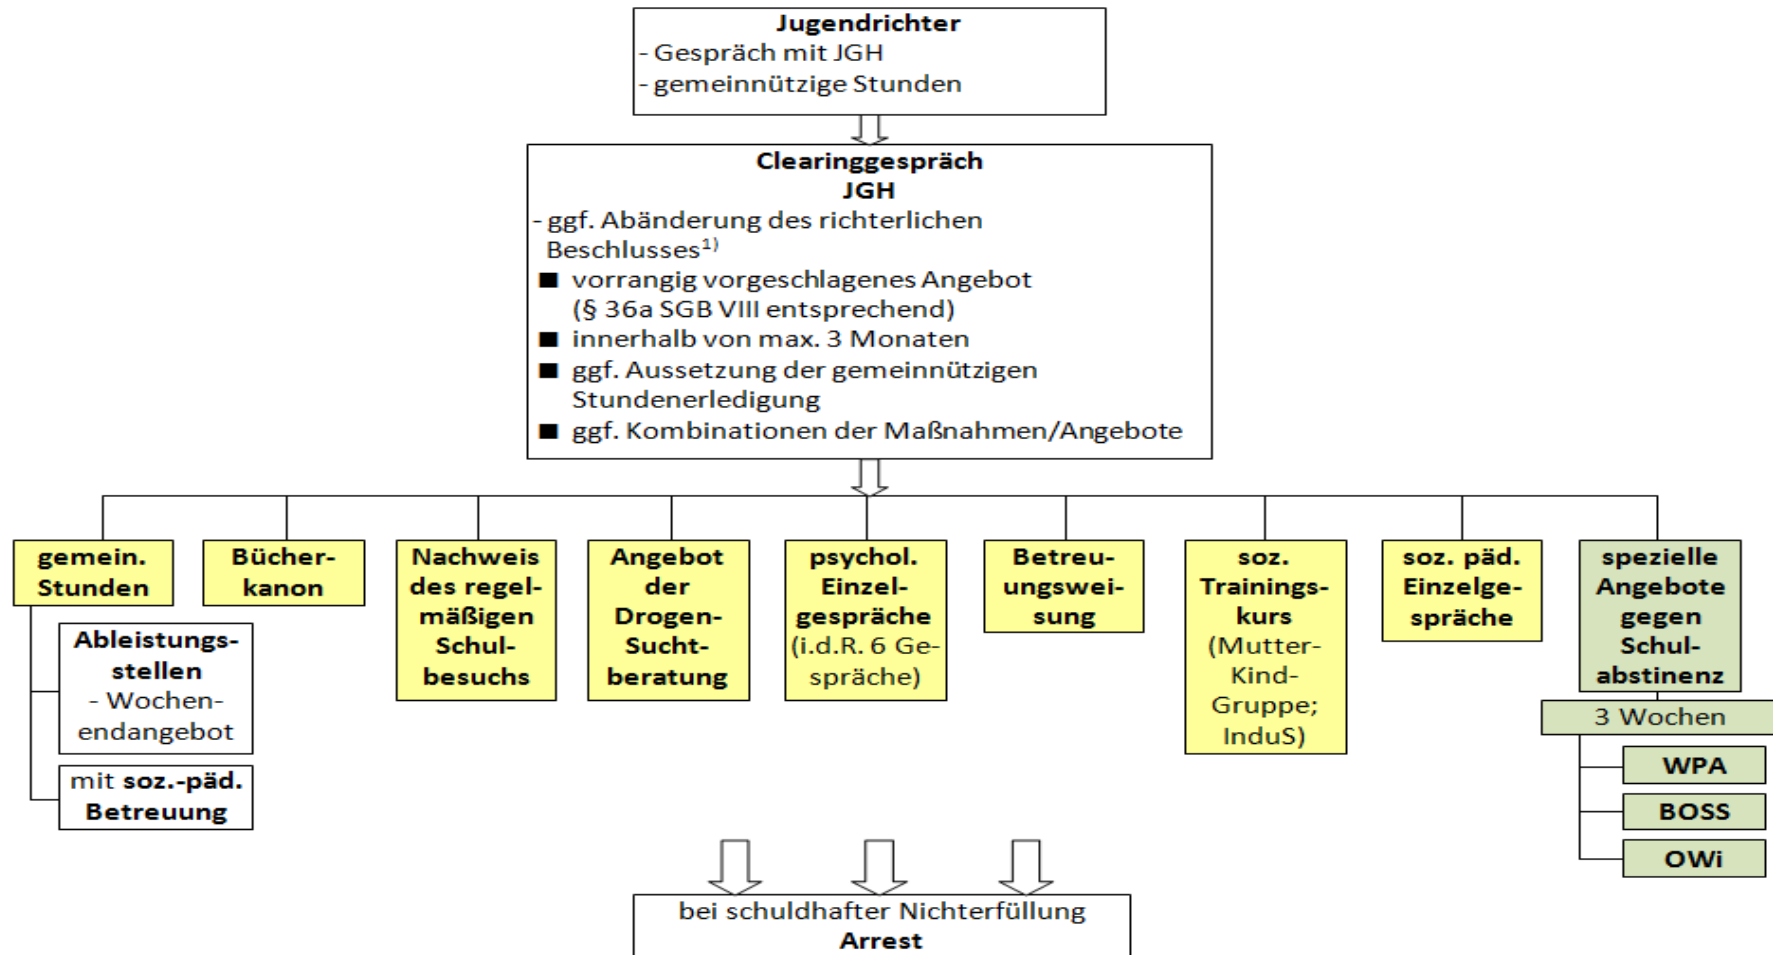 Jugendrichter
- Gespräch mit JGH
- gemeinnützige Stunden
Clearinggespräch
JGH
- ggf. Abänderung des richterlichen
Beschlusses¹⁾
■ vorrangig vorgeschlagenes Angebot
(§ 36a SGB VIII entsprechend)
■ innerhalb von max. 3 Monaten
■ ggf. Aussetzung der gemeinnützigen
Stundenerledigung
■ ggf. Kombinationen der Maßnahmen/Angebote
gemein.
Stunden
Ableistungs-
stellen
- Wochen-
endangebot
mit soz.-päd.
Betreuung
Bücher-
kanon
Nachweis
des regel-
mäßigen
Schul-
besuchs
Angebot
der
Drogen-
Sucht-
beratung
psychol.
Einzel-
gespräche
(i.d.R. 6 Ge-
spräche)
Betre-
ungsswei-
sung
soz.
Trainings-
kurs
(Mutter-
Kind-
Gruppe;
InduS)
soz. päd.
Einzelge-
spräche
spezielle
Angebote
gegen
Schul-
abstinenz
3 Wochen
WPA
BOSS
OWi
bei schuldhafter Nichterfüllung
Arrest